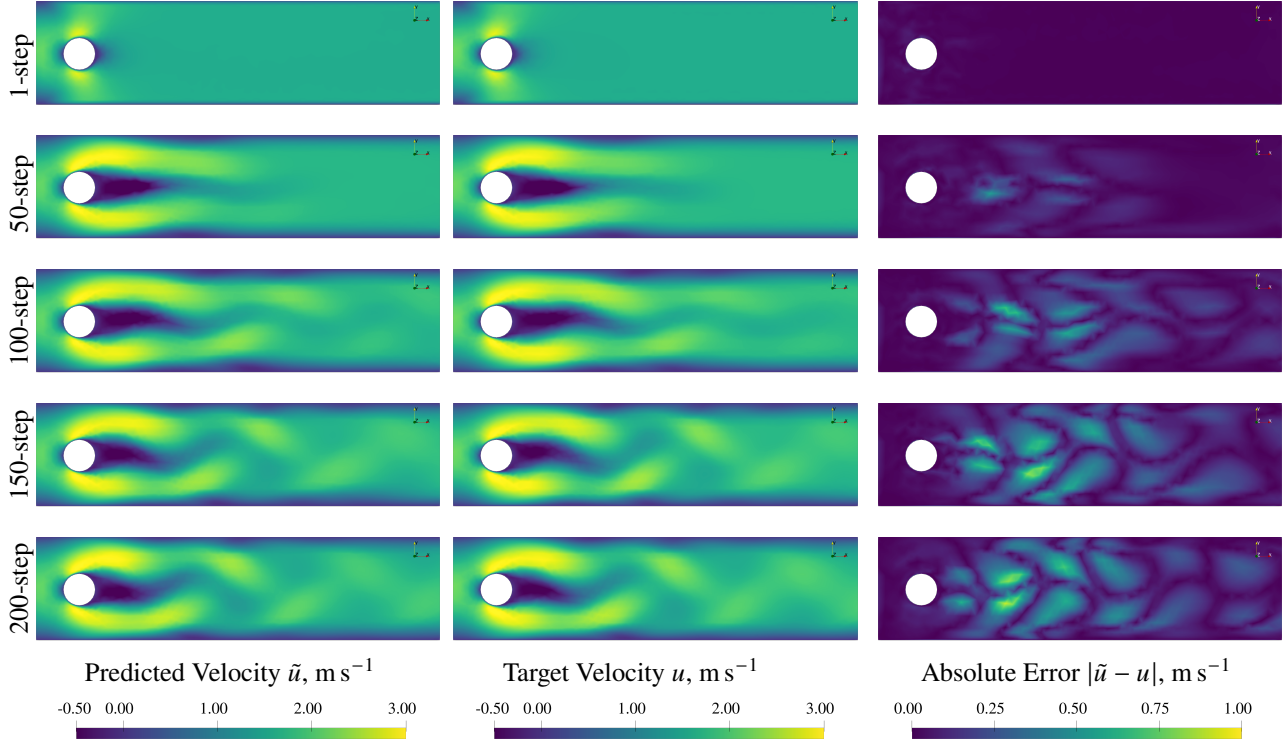 1-step
50-step
100-step
150-step
200-step
Predicted Velocity ũ, m s⁻¹
Target Velocity u, m s⁻¹
Absolute Error |ũ − u|, m s⁻¹
-0.50 0.00 1.00 2.00 3.00
-0.50 0.00 1.00 2.00 3.00
0.00 0.25 0.50 0.75 1.00